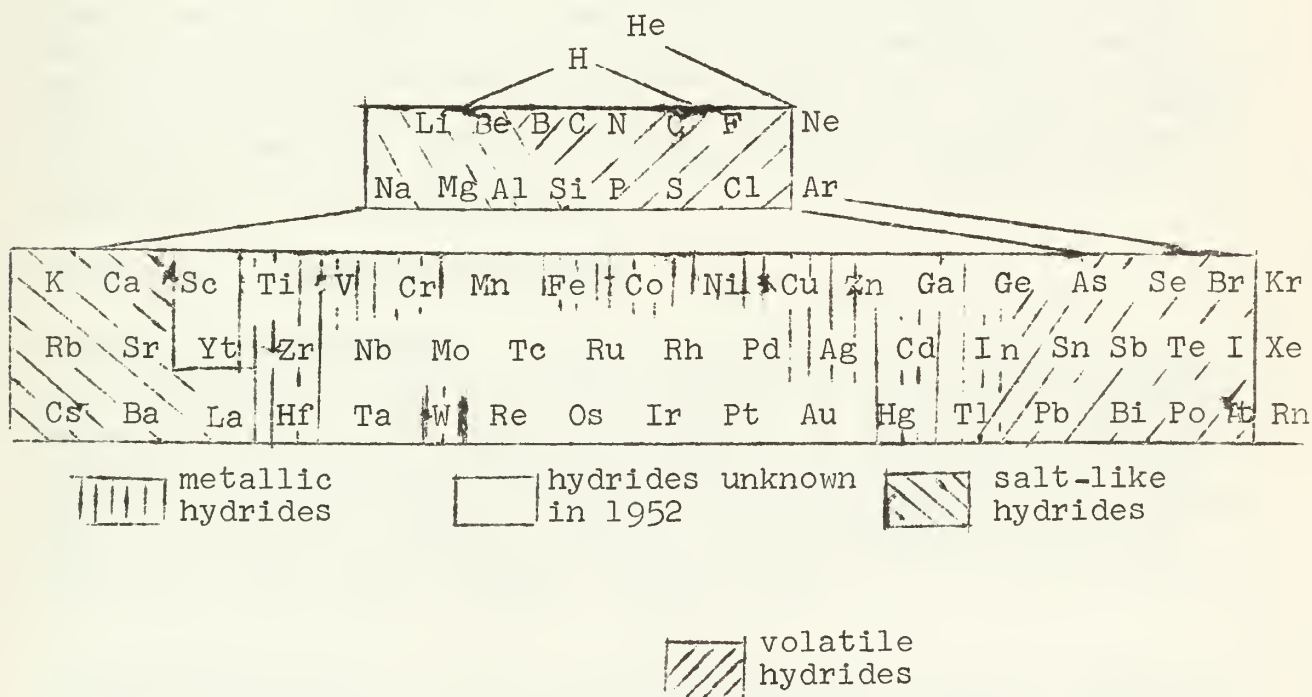 He
H
Li Be B C N F Ne
Na Mg Al Si P S Cl Ar
K Ca Sc Ti V Cr Mn Fe Co Ni Cu Zn Ga Ge As Se Br Kr
Rb Sr Yt Zr Nb Mo Tc Ru Rh Pd Ag Cd In Sn Sb Te I Xe
Cs Ba La Hf Ta W Re Os Ir Pt Au Hg Tl Pb Bi Po At Rn
metallic
hydrides
hydrides unknown
in 1952
salt-like
hydrides
volatile
hydrides